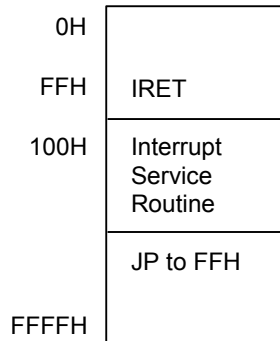 0H
FFH IRET
100H Interrupt
Service
Routine
JP to FFH
FFFFH